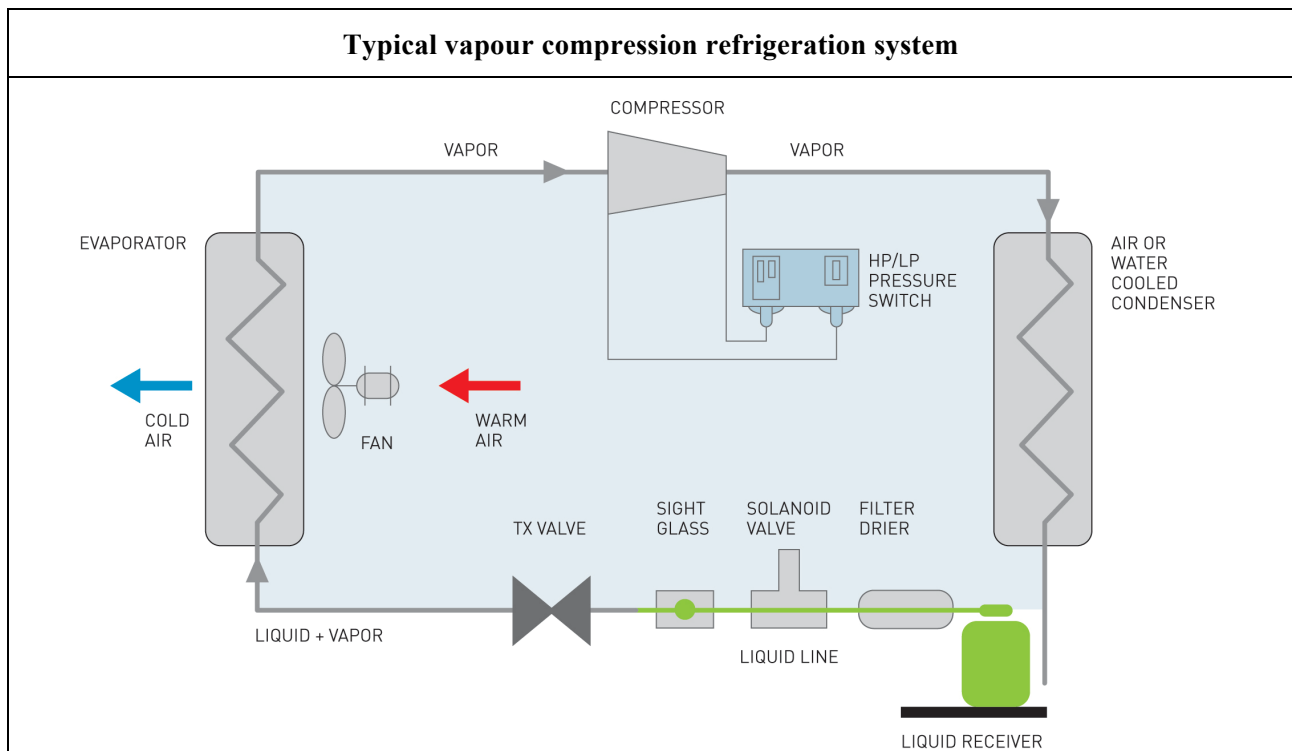 Typical vapour compression refrigeration system
COMPRESSOR
VAPOR
VAPOR
EVAPORATOR
HP/LP
PRESSURE
SWITCH
AIR OR
WATER
COOLED
CONDENSER
COLD
AIR
FAN
WARM
AIR
TX VALVE
SIGHT
GLASS
SOLANOID
VALVE
FILTER
DRIER
LIQUID + VAPOR
LIQUID LINE
LIQUID RECEIVER